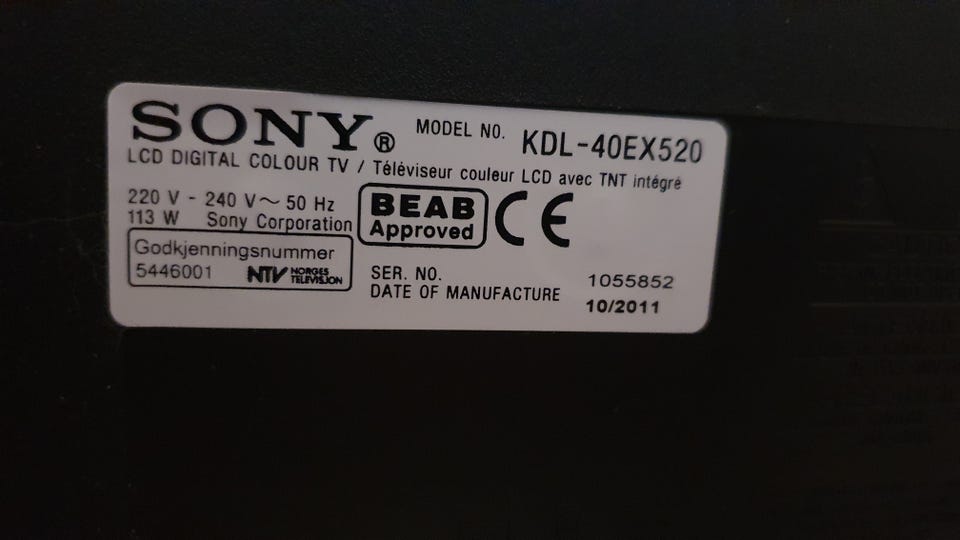 SONY® MODEL NO. KDL-40EX520
LCD DIGITAL COLOUR TV / Téléviseur couleur LCD avec TNT intégré
220 V - 240 V～ 50 Hz
113 W Sony Corporation
BEAB
Approved
CE
Godkjenningsnummer
5446001 NTV NORGES TELEVISJON
SER. NO. 1055852
DATE OF MANUFACTURE 10/2011